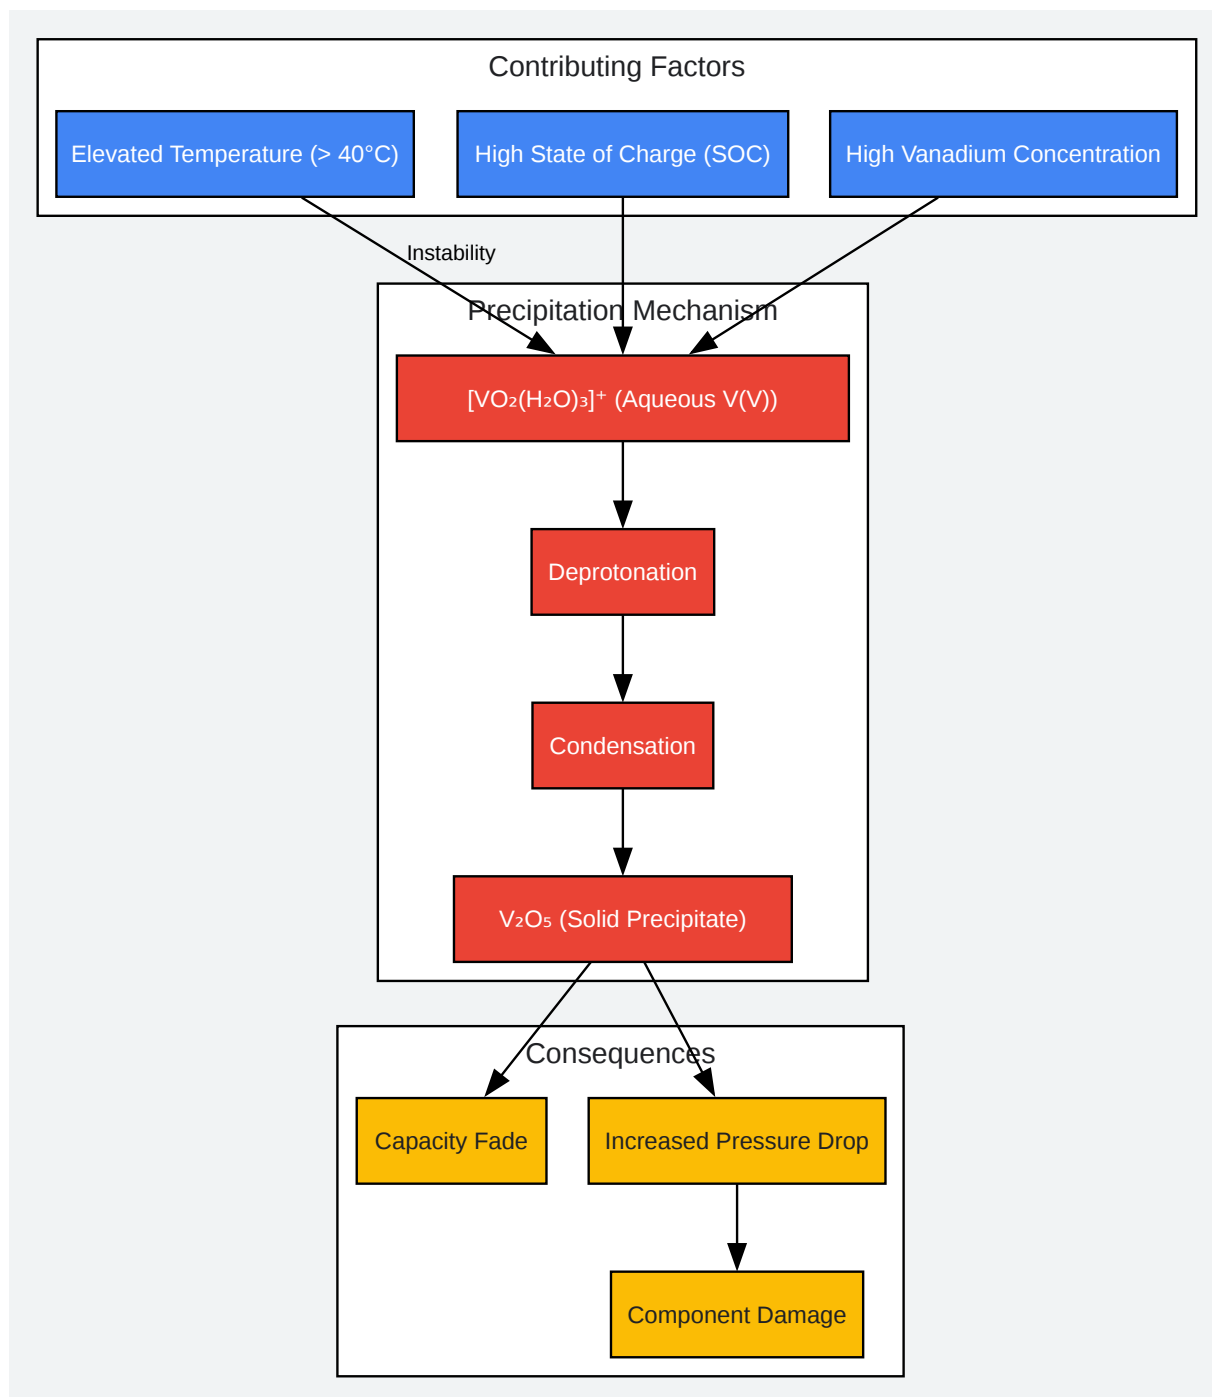 Contributing Factors
Elevated Temperature (> 40°C)
High State of Charge (SOC)
High Vanadium Concentration
Instability
Precipitation Mechanism
[VO₂(H₂O)₃]⁺ (Aqueous V(V))
Deprotonation
Condensation
V₂O₅ (Solid Precipitate)
Consequences
Capacity Fade
Increased Pressure Drop
Component Damage